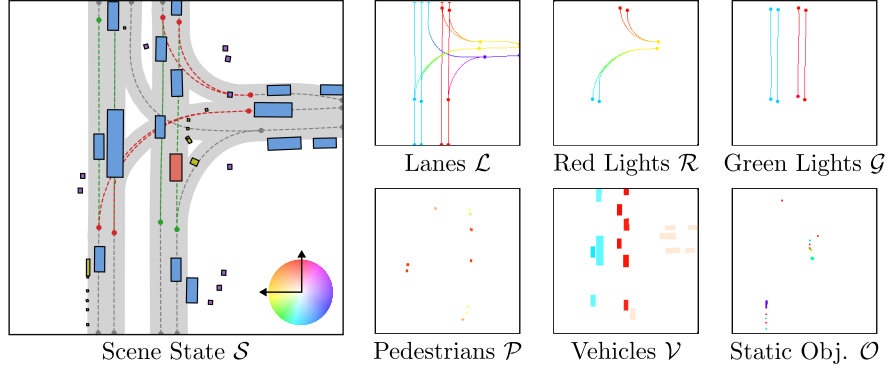 Lanes ℒ
Red Lights ℛ
Green Lights 𝒢
Scene State 𝒮
Pedestrians 𝒫
Vehicles 𝒱
Static Obj. 𝒪